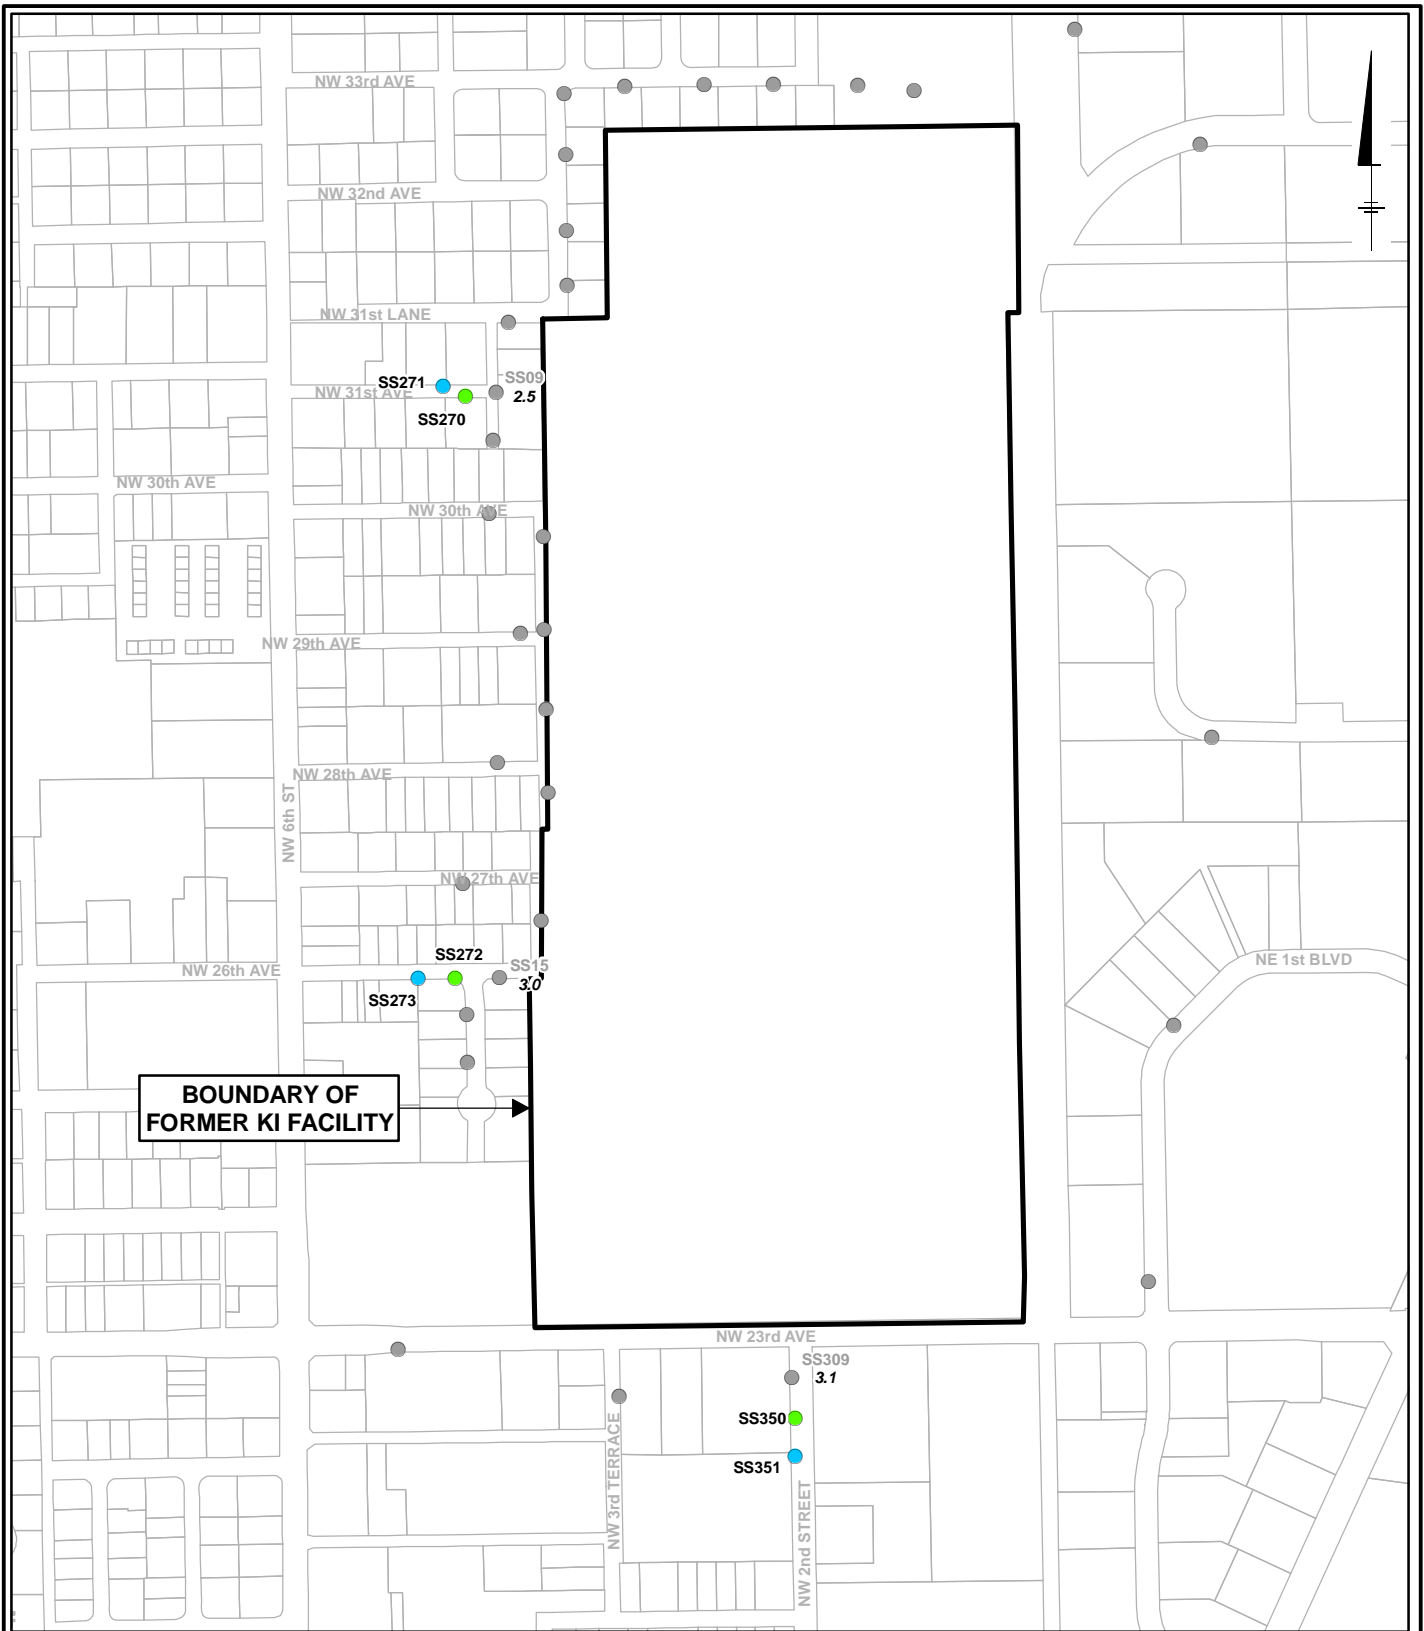 NW 33rd AVE
NW 32nd AVE
NW 31st LANE
SS271
SS09
NW 31st AVE
2.5
SS270
NW 30th AVE
NW 30th AVE
NW 29th AVE
NW 28th AVE
NW 6th ST
NW 27th AVE
SS272
NW 26th AVE
SS15
3.0
SS273
NE 1st BLVD
BOUNDARY OF
FORMER KI FACILITY
NW 23rd AVE
SS309
3.1
SS350
SS351
NW 3rd TERRACE
NW 2nd STREET